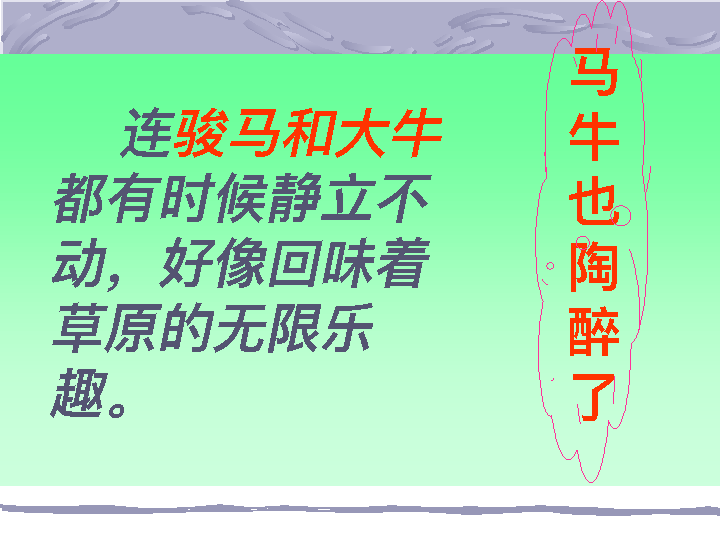 连骏马和大牛
都有时候静立不
动，好像回味着
草原的无限乐
趣。
马牛也陶醉了